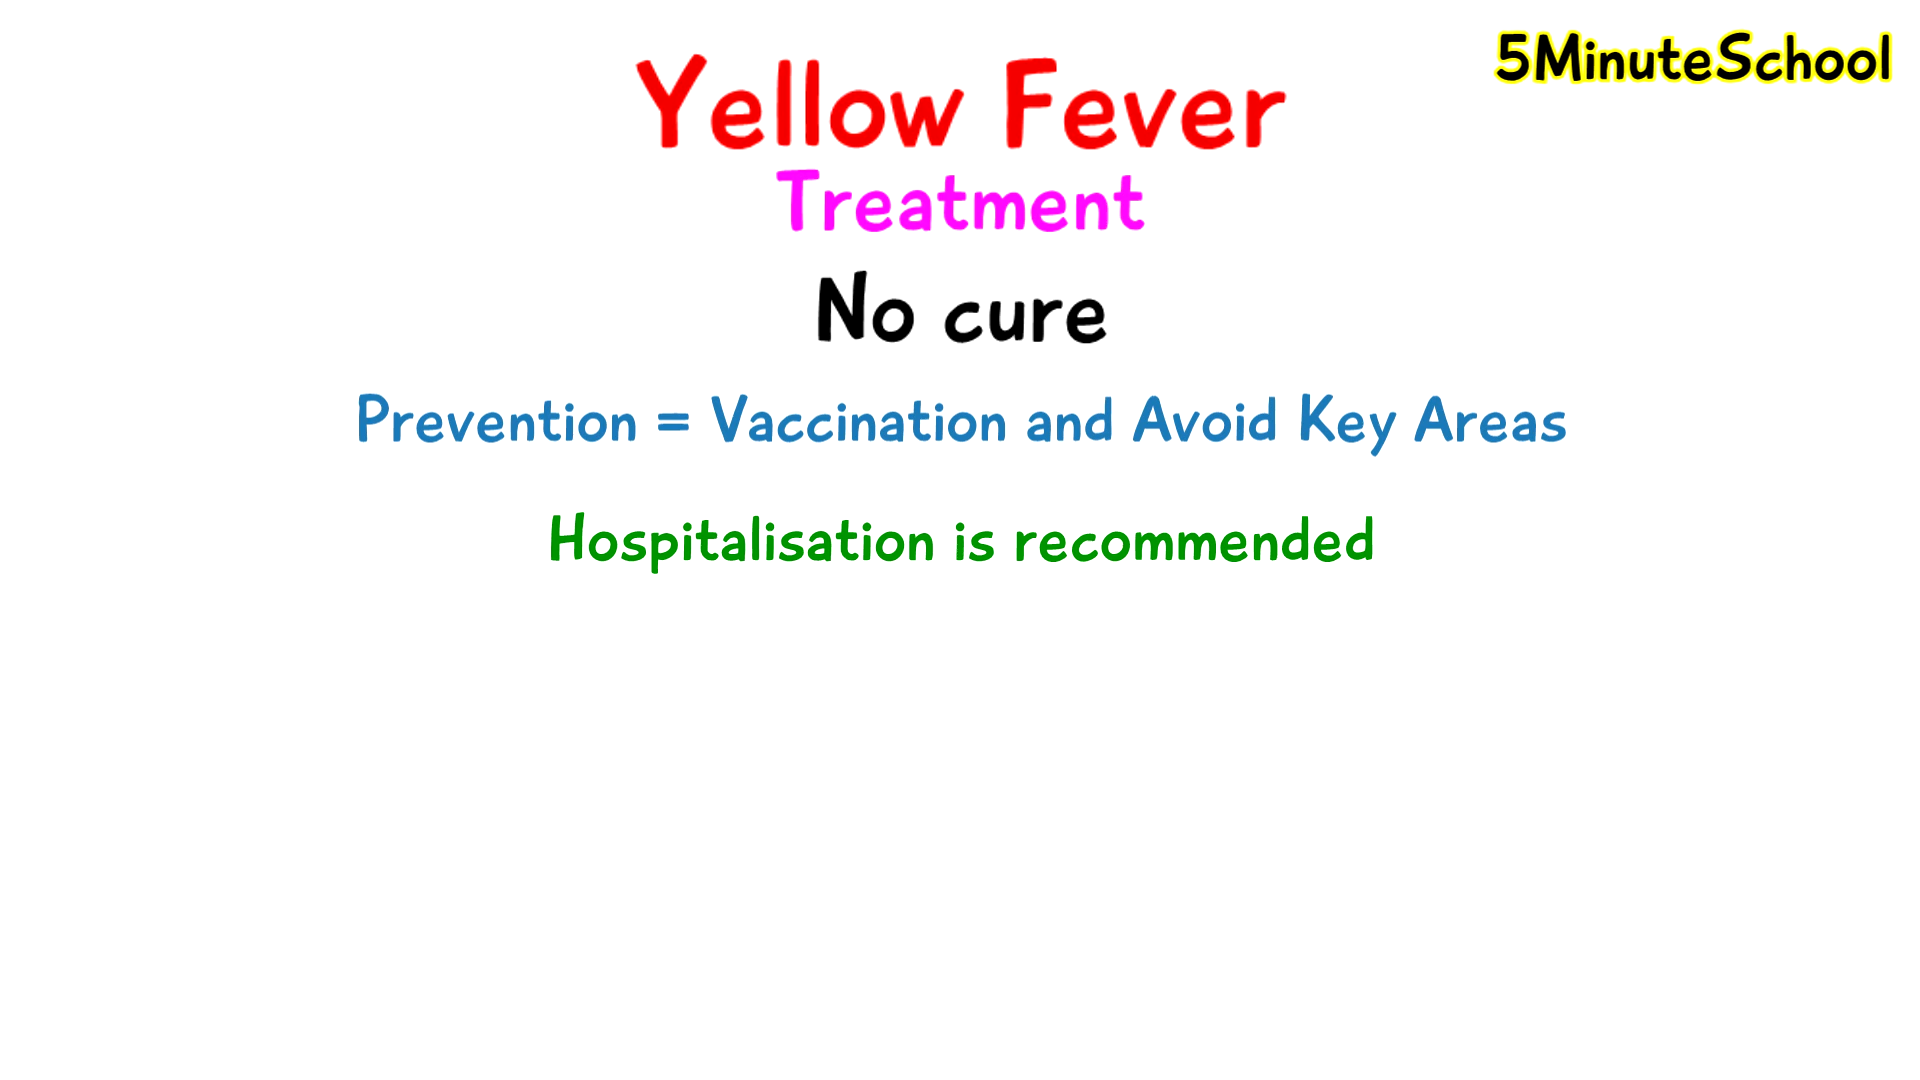 5MinuteSchool
Yellow Fever
Treatment
No cure
Prevention = Vaccination and Avoid Key Areas
Hospitalisation is recommended